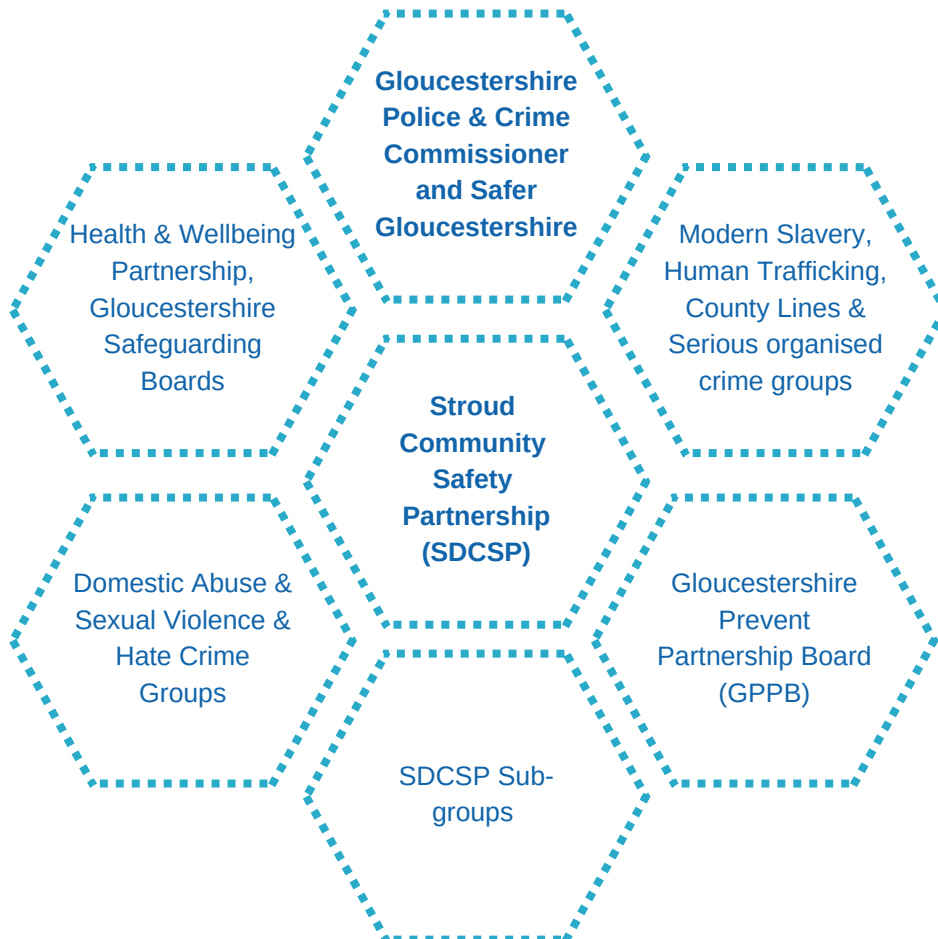 Gloucestershire
Police & Crime
Commissioner
and Safer
Gloucestershire
Health & Wellbeing
Partnership,
Gloucestershire
Safeguarding
Boards
Modern Slavery,
Human Trafficking,
County Lines &
Serious organised
crime groups
Stroud
Community
Safety
Partnership
(SDCSP)
Domestic Abuse &
Sexual Violence &
Hate Crime
Groups
Gloucestershire
Prevent
Partnership Board
(GPPB)
SDCSP Sub-
groups